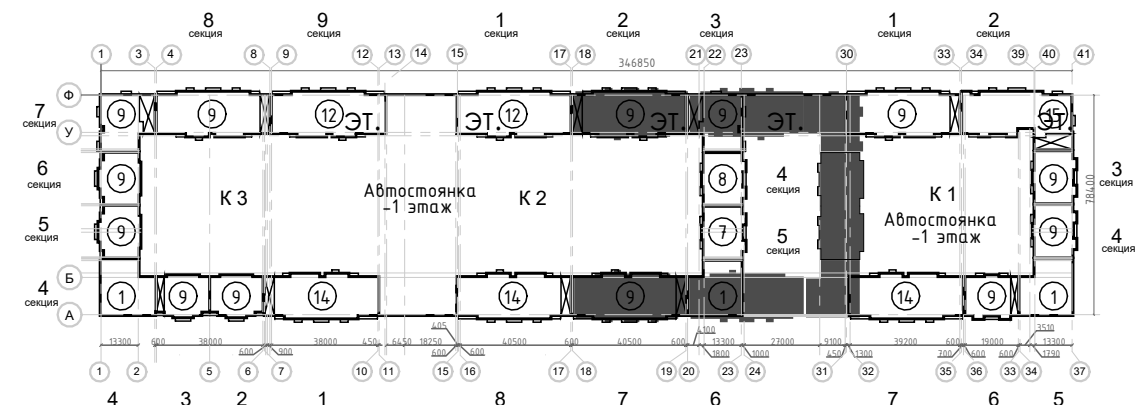 8 9 1 2 3 1 2
секция секция секция секция секция секция секция
1 3 4 8 9 12 13 14 15 17 18 21 22 23 30 33 34 39 40 41
346850
Ф 9 9 12 12 9 9 9 15
7 ЭТ. ЭТ. ЭТ. ЭТ. ЭТ.
секция У
6 9 8 4 9 3
секция секция секция
К 3 Автостоянка К 2 К 1 78400
-1 этаж Автостоянка
5 9 7 5 -1 этаж 9 4
секция секция секция
Б
4 1 9 9 14 14 9 1 14 9 1
секция
А
405 4100 3510
13300 600 38000 38000 450 6450 18250 40500 600 40500 13300 27000 9100 39200 600 19000 13300
600 900 600 600 1800 1000 450 1300 700 600 600 1790
1 2 5 6 7 10 11 15 16 17 18 19 20 23 24 31 32 35 36 33 34 37
4 3 2 1 8 7 6 7 6 5